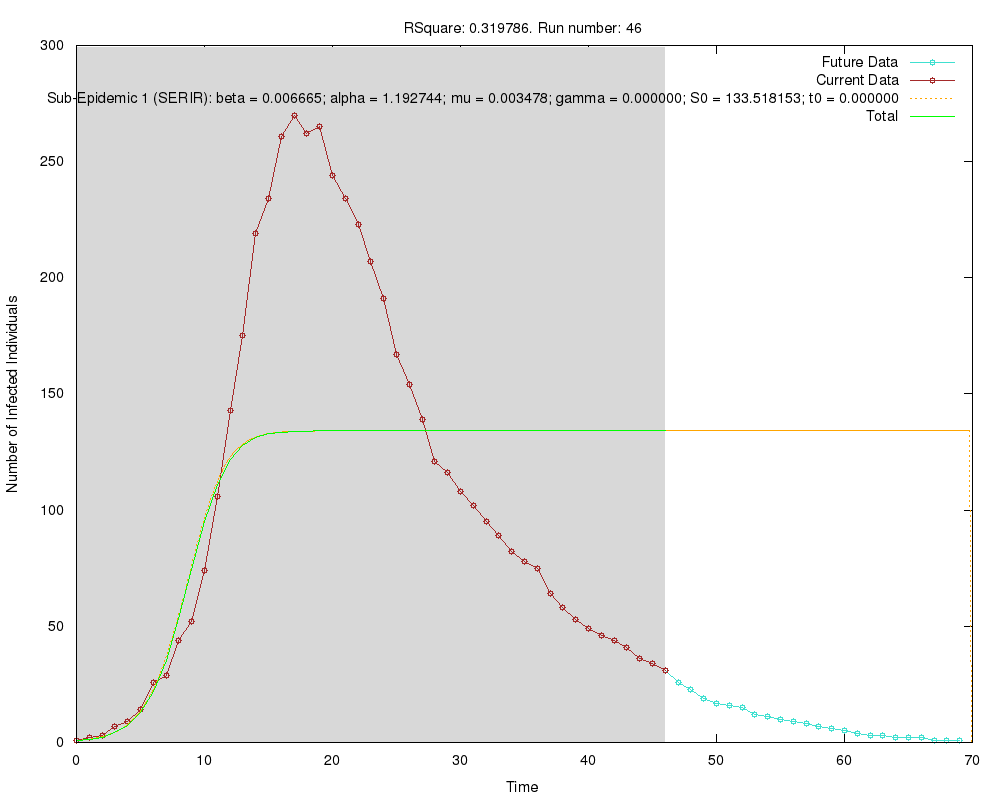 RSquare: 0.319786. Run number: 46
300
Future Data
Current Data
Sub-Epidemic 1 (SERIR): beta = 0.006665; alpha = 1.192744; mu = 0.003478; gamma = 0.000000; S0 = 133.518153; t0 = 0.000000
Total
250
200
150
100
50
0
Number of Infected Individuals
0 10 20 30 40 50 60 70
Time